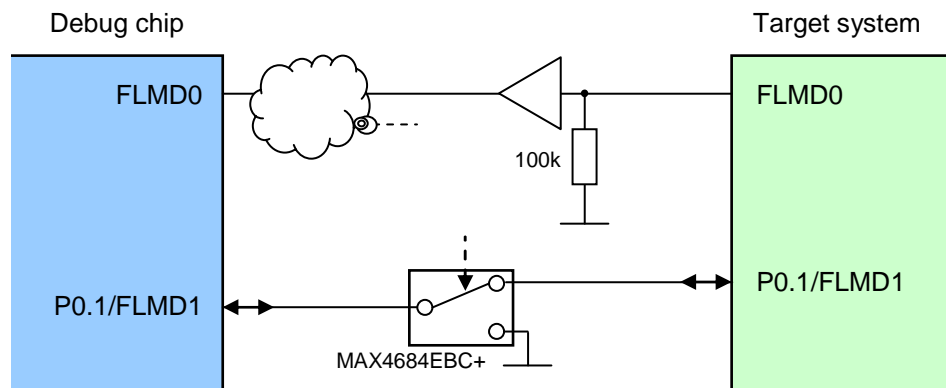 Debug chip
Target system
FLMD0
FLMD0
100k
P0.1/FLMD1
P0.1/FLMD1
MAX4684EBC+